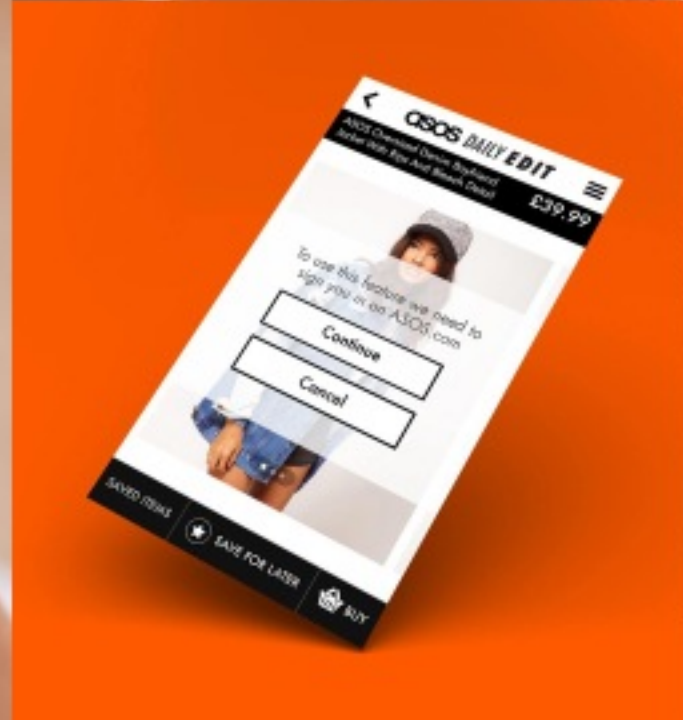 asos DAILY EDIT
ASOS Oversized Denim Boyfriend
Jacket With Rips And Bleach Detail
£39.99
To use this feature we need to
sign you in on ASOS.com
Continue
Cancel
SAVED ITEMS
SAVE FOR LATER
BUY